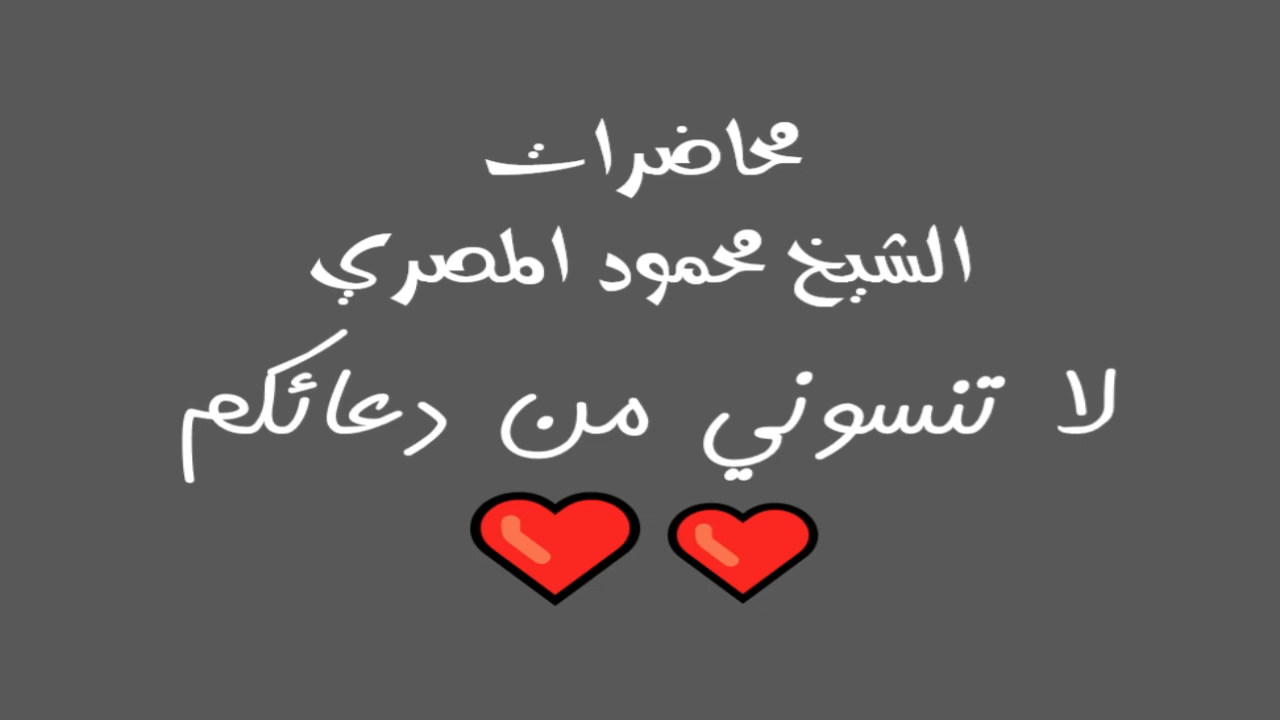 محاضرات
الشيخ محمود المصري
لا تنسوني من دعائكم